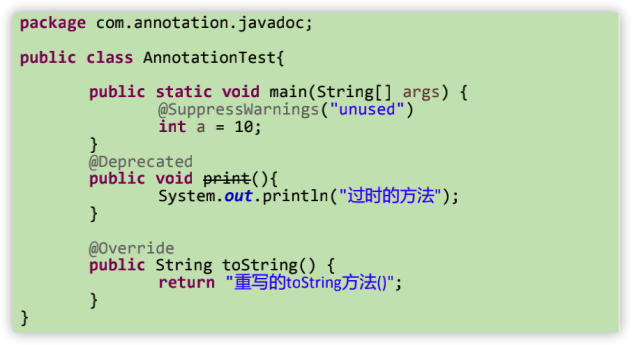 package com.annotation.javadoc;
public class AnnotationTest{
public static void main(String[] args) {
@SuppressWarnings("unused")
int a = 10;
}
@Deprecated
public void print(){
System.out.println("过时的方法");
}
@Override
public String toString() {
return "重写的toString方法()";
}
}